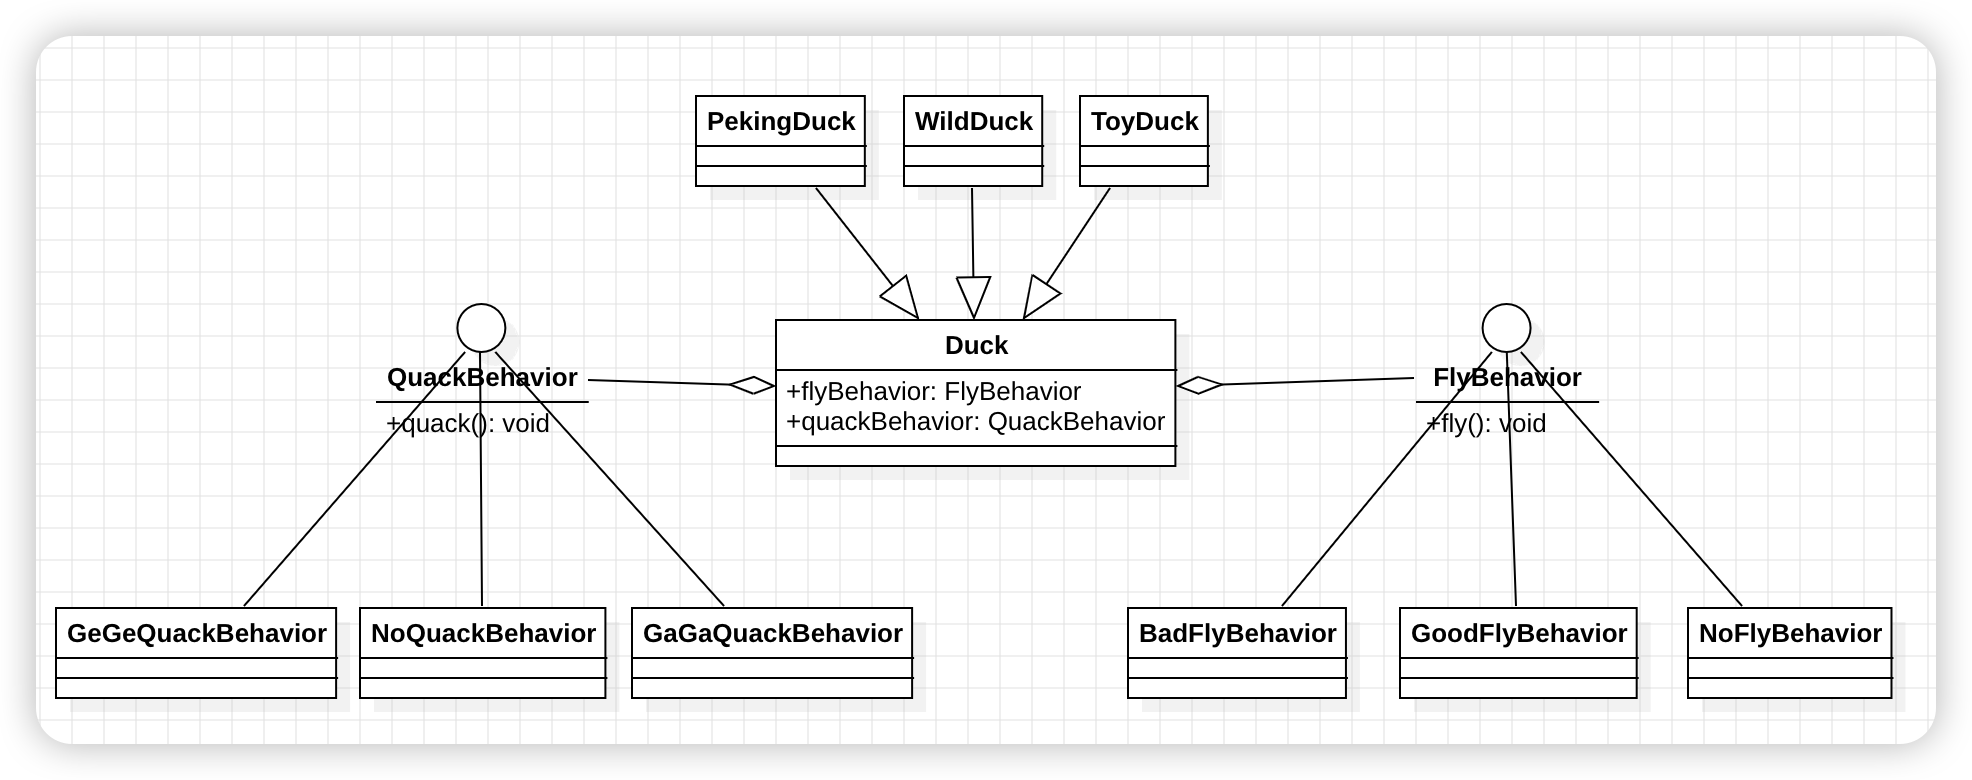 PekingDuck
WildDuck
ToyDuck
Duck
+flyBehavior: FlyBehavior
+quackBehavior: QuackBehavior
QuackBehavior
+quack(): void
FlyBehavior
+fly(): void
GeGeQuackBehavior
NoQuackBehavior
GaGaQuackBehavior
BadFlyBehavior
GoodFlyBehavior
NoFlyBehavior